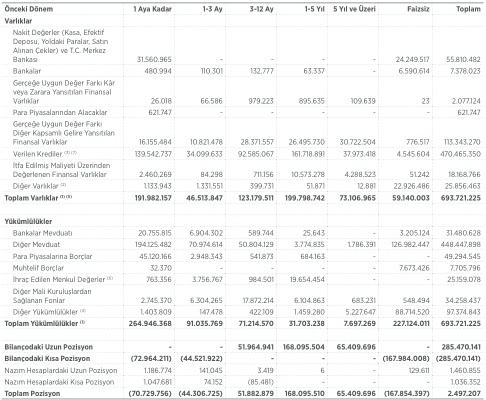 Önceki Dönem 1 Aya Kadar 1-3 Ay 3-12 Ay 1-5 Yıl 5 Yıl ve Üzeri Faizsiz Toplam
Varlıklar
Nakit Değerler (Kasa, Efektif
Deposu, Yoldaki Paralar, Satın
Alınan Çekler) ve T.C. Merkez
Bankası 31.560.965 - - - - 24.249.517 55.810.482
Bankalar 480.994 110.301 132.777 63.337 - 6.590.614 7.378.023
Gerçeğe Uygun Değer Farkı Kâr
veya Zarara Yansıtılan Finansal
Varlıklar 26.018 66.586 979.223 895.635 109.639 23 2.077.124
Para Piyasalarından Alacaklar 621.747 - - - - - 621.747
Gerçeğe Uygun Değer Farkı
Diğer Kapsamlı Gelire Yansıtılan
Finansal Varlıklar 16.155.484 10.821.478 28.371.557 26.495.730 30.722.504 776.517 113.343.270
Verilen Krediler (3) (7) 139.542.737 34.099.633 92.585.067 161.718.891 37.973.418 4.545.604 470.465.350
İtfa Edilmiş Maliyeti Üzerinden
Değerlenen Finansal Varlıklar 2.460.269 84.298 711.156 10.573.278 4.288.523 51.242 18.168.766
Diğer Varlıklar (2) 1.133.943 1.331.551 399.731 51.871 12.881 22.926.486 25.856.463
Toplam Varlıklar (1) (5) 191.982.157 46.513.847 123.179.511 199.798.742 73.106.965 59.140.003 693.721.225
Yükümlülükler
Bankalar Mevduatı 20.755.815 6.904.302 589.744 25.643 - 3.205.124 31.480.628
Diğer Mevduat 194.125.482 70.974.614 50.804.129 3.774.835 1.786.391 126.982.447 448.447.898
Para Piyasalarına Borçlar 45.120.166 2.948.343 541.873 684.163 - - 49.294.545
Muhtelif Borçlar 32.370 - - - - 7.673.426 7.705.796
İhraç Edilen Menkul Değerler (6) 763.356 3.756.767 984.501 19.654.454 - - 25.159.078
Diğer Mali Kuruluşlardan
Sağlanan Fonlar 2.745.370 6.304.265 17.872.214 6.104.863 683.231 548.494 34.258.437
Diğer Yükümlülükler (4) 1.403.809 147.478 422.109 1.459.280 5.227.647 88.714.520 97.374.843
Toplam Yükümlülükler (1) 264.946.368 91.035.769 71.214.570 31.703.238 7.697.269 227.124.011 693.721.225
Bilançodaki Uzun Pozisyon - - 51.964.941 168.095.504 65.409.696 - 285.470.141
Bilançodaki Kısa Pozisyon (72.964.211) (44.521.922) - - - (167.984.008) (285.470.141)
Nazım Hesaplardaki Uzun Pozisyon 1.186.774 141.045 3.419 6 - 129.611 1.460.855
Nazım Hesaplardaki Kısa Pozisyon 1.047.681 74.152 (85.481) - - - 1.036.352
Toplam Pozisyon (70.729.756) (44.306.725) 51.882.879 168.095.510 65.409.696 (167.854.397) 2.497.207